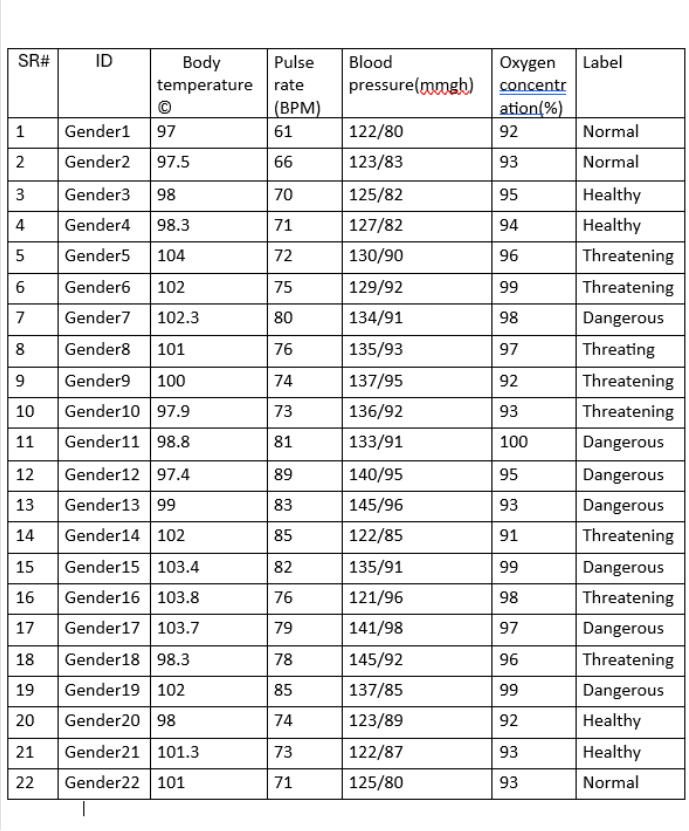 SR# ID Body Pulse Blood Oxygen Label
temperature rate pressure(mmgh) concentr
© (BPM) ation(%)
1 Gender1 97 61 122/80 92 Normal
2 Gender2 97.5 66 123/83 93 Normal
3 Gender3 98 70 125/82 95 Healthy
4 Gender4 98.3 71 127/82 94 Healthy
5 Gender5 104 72 130/90 96 Threatening
6 Gender6 102 75 129/92 99 Threatening
7 Gender7 102.3 80 134/91 98 Dangerous
8 Gender8 101 76 135/93 97 Threating
9 Gender9 100 74 137/95 92 Threatening
10 Gender10 97.9 73 136/92 93 Threatening
11 Gender11 98.8 81 133/91 100 Dangerous
12 Gender12 97.4 89 140/95 95 Dangerous
13 Gender13 99 83 145/96 93 Dangerous
14 Gender14 102 85 122/85 91 Threatening
15 Gender15 103.4 82 135/91 99 Dangerous
16 Gender16 103.8 76 121/96 98 Threatening
17 Gender17 103.7 79 141/98 97 Dangerous
18 Gender18 98.3 78 145/92 96 Threatening
19 Gender19 102 85 137/85 99 Dangerous
20 Gender20 98 74 123/89 92 Healthy
21 Gender21 101.3 73 122/87 93 Healthy
22 Gender22 101 71 125/80 93 Normal